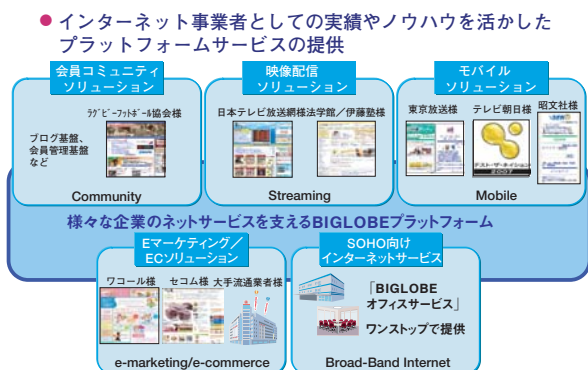 ● インターネット事業者としての実績やノウハウを活かした
プラットフォームサービスの提供
会員コミュニティ
ソリューション
ラグビーフットボール協会様
ブログ基盤、
会員管理基盤
など
Community
映像配信
ソリューション
日本テレビ放送網様
法学館／伊藤塾様
Streaming
モバイル
ソリューション
東京放送様
テレビ朝日様
昭文社様
テスト・ザ・ネイション
2007
Mobile
様々な企業のネットサービスを支えるBIGLOBEプラットフォーム
Eマーケティング／
ECソリューション
ワコール様
セコム様
大手流通業者様
e-marketing/e-commerce
SOHO向け
インターネットサービス
「BIGLOBE
オフィスサービス」
ワンストップで提供
Broad-Band Internet